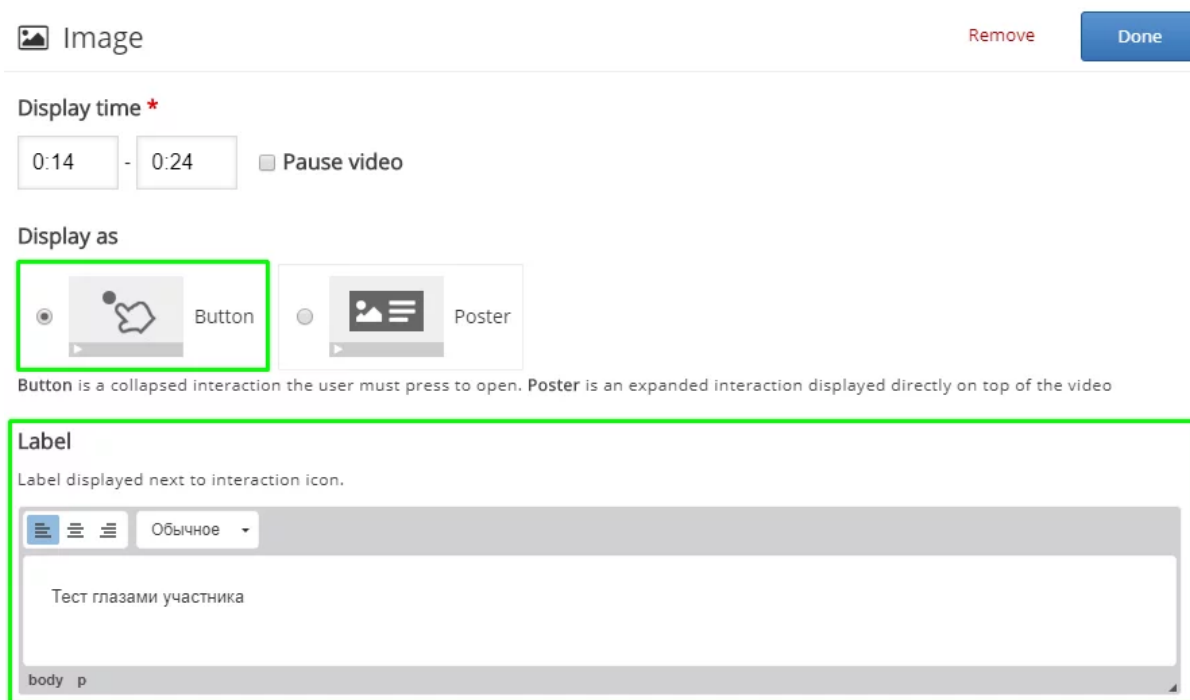 Image
Remove
Done
Display time *
0:14 - 0:24 Pause video
Display as
Button
Poster
Button is a collapsed interaction the user must press to open. Poster is an expanded interaction displayed directly on top of the video
Label
Label displayed next to interaction icon.
Обычное
Тест глазами участника
body p